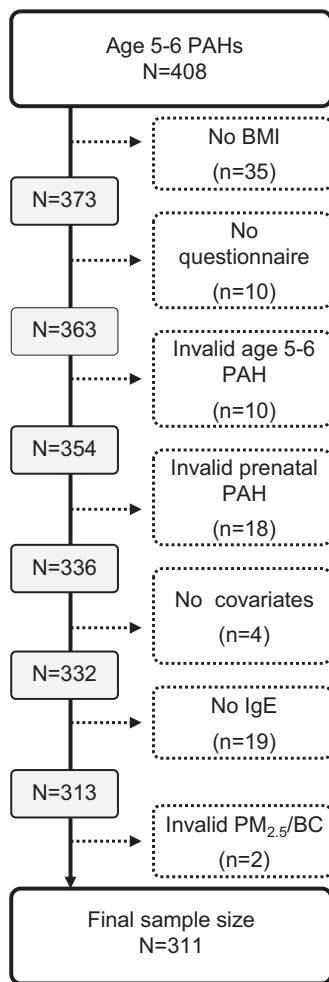 Age 5-6 PAHs
N=408
No BMI
(n=35)
N=373
No
questionnaire
(n=10)
N=363
Invalid age 5-6
PAH
(n=10)
N=354
Invalid prenatal
PAH
(n=18)
N=336
No covariates
(n=4)
N=332
No IgE
(n=19)
N=313
Invalid PM2.5/BC
(n=2)
Final sample size
N=311